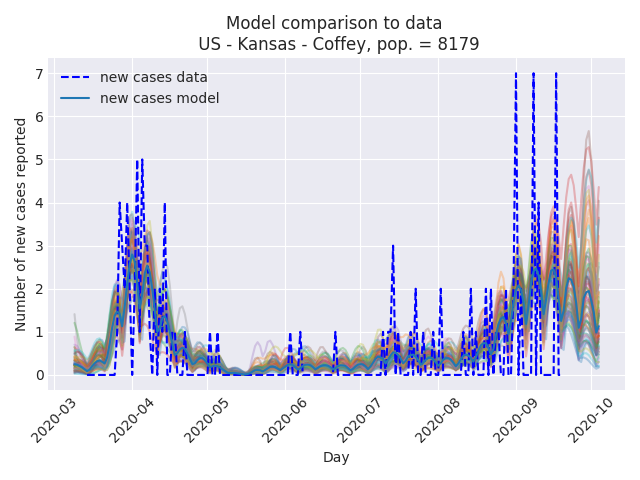 Model comparison to data
US - Kansas - Coffey, pop. = 8179
7
6
5
4
3
2
1
0
new cases data
new cases model
Number of new cases reported
2020-03
2020-04
2020-05
2020-06
2020-07
2020-08
2020-09
2020-10
Day